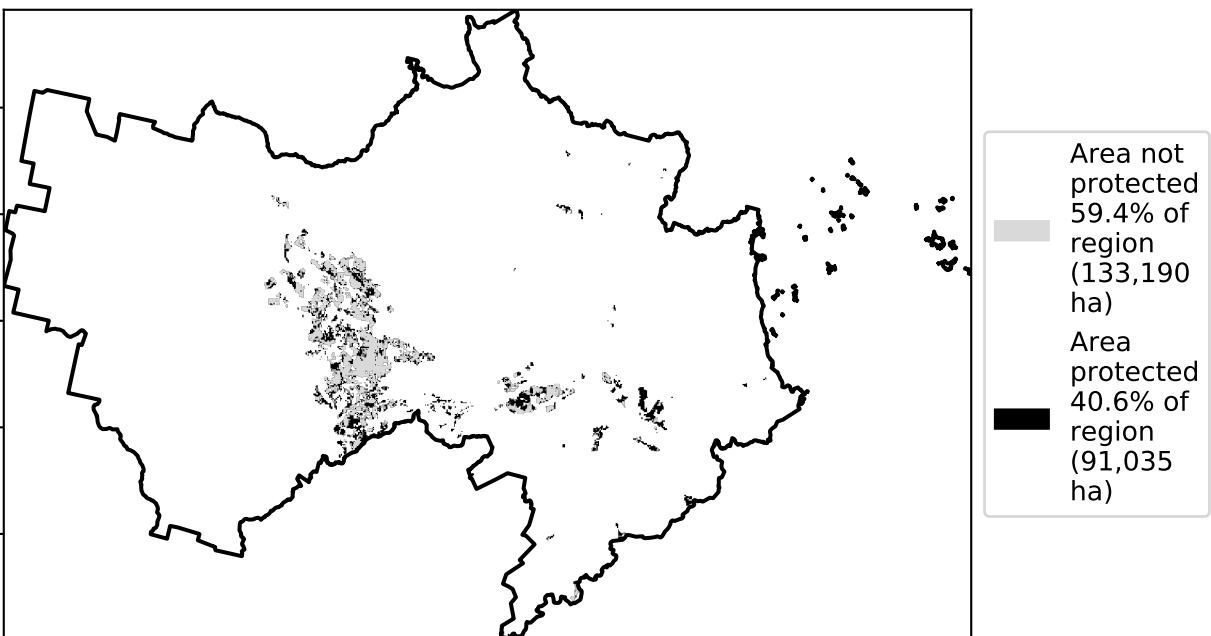 Area not
protected
59.4% of
region
(133,190
ha)
Area
protected
40.6% of
region
(91,035
ha)